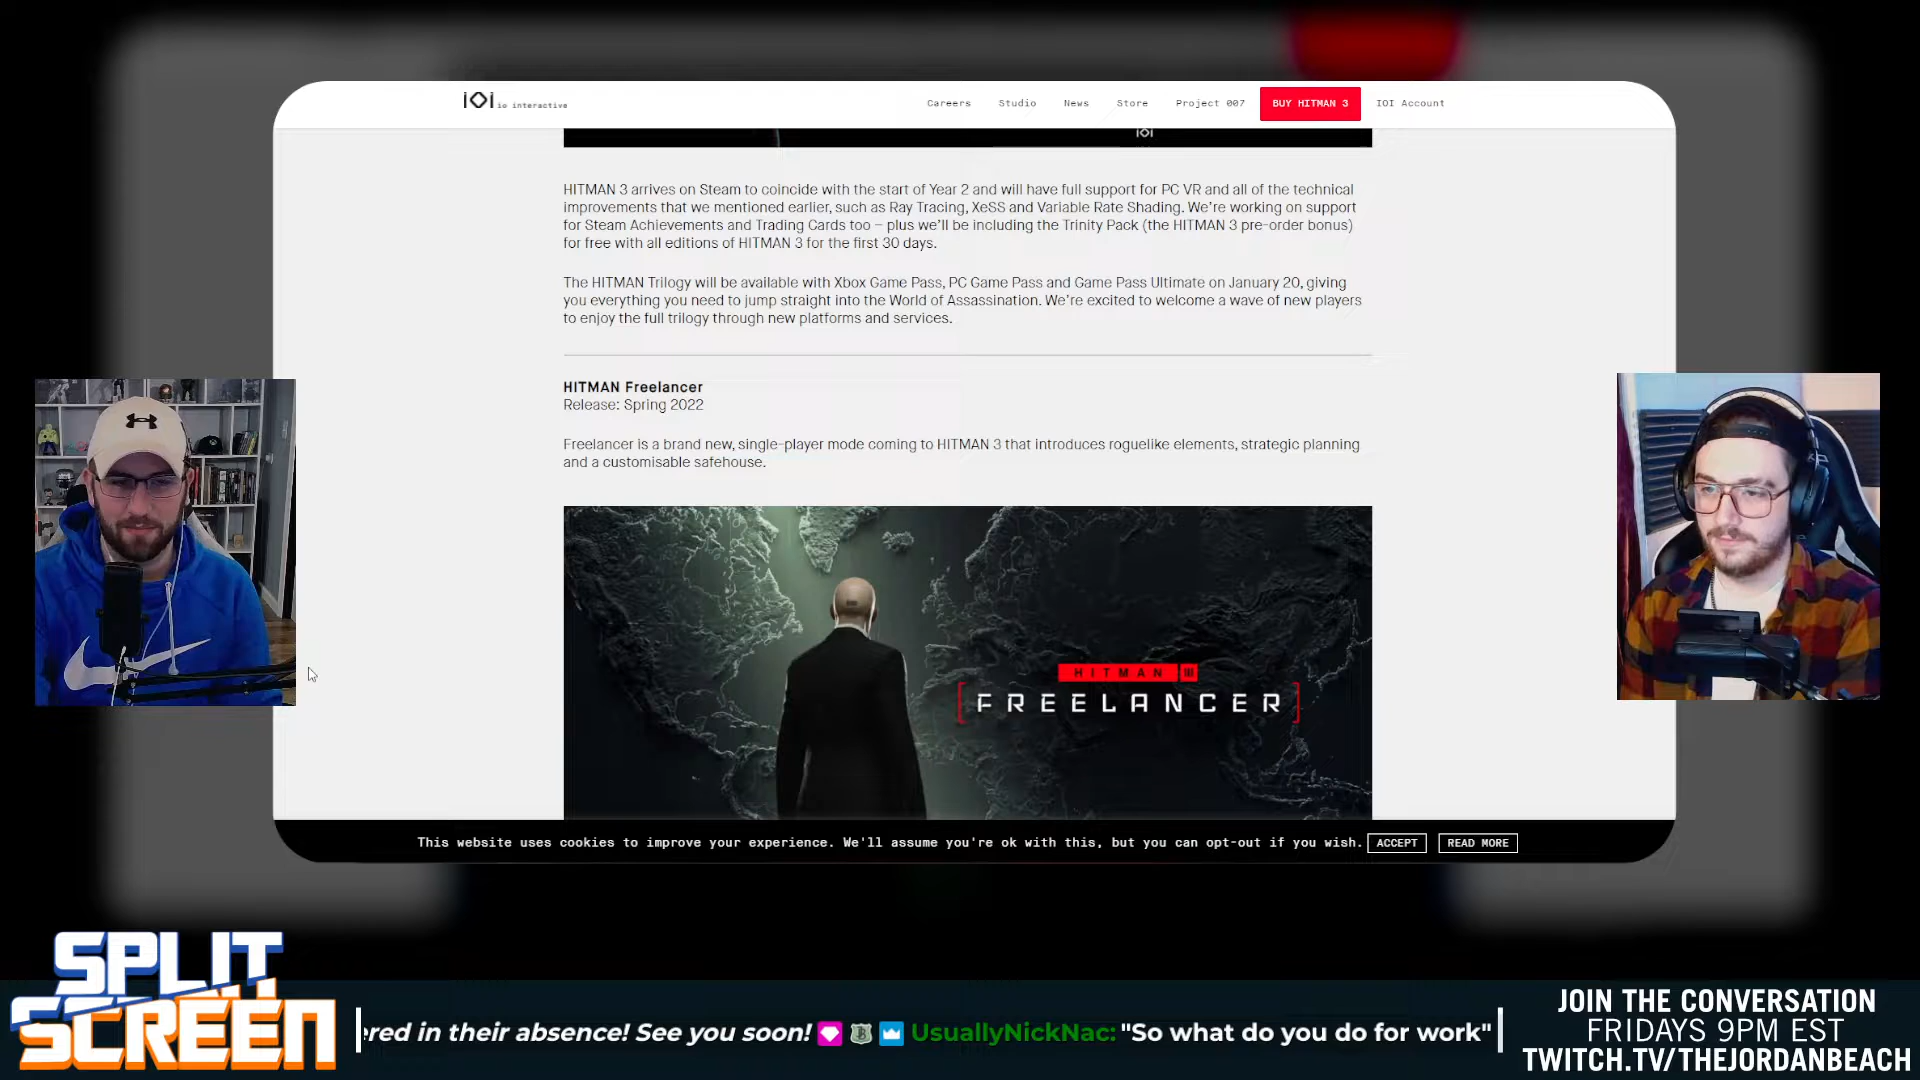 IOI io interactive
Careers Studio News Store Project 007 BUY HITMAN 3 IOI Account
IOI
HITMAN 3 arrives on Steam to coincide with the start of Year 2 and will have full support for PC VR and all of the technical
improvements that we mentioned earlier, such as Ray Tracing, XeSS and Variable Rate Shading. We’re working on support
for Steam Achievements and Trading Cards too – plus we’ll be including the Trinity Pack (the HITMAN 3 pre-order bonus)
for free with all editions of HITMAN 3 for the first 30 days.
The HITMAN Trilogy will be available with Xbox Game Pass, PC Game Pass and Game Pass Ultimate on January 20, giving
you everything you need to jump straight into the World of Assassination. We’re excited to welcome a wave of new players
to enjoy the full trilogy through new platforms and services.
HITMAN Freelancer
Release: Spring 2022
Freelancer is a brand new, single-player mode coming to HITMAN 3 that introduces roguelike elements, strategic planning
and a customisable safehouse.
HITMAN III
[FREELANCER]
This website uses cookies to improve your experience. We'll assume you're ok with this, but you can opt-out if you wish. ACCEPT READ MORE
SPLIT
SCREEN
ered in their absence! See you soon! UsuallyNickNac: "So what do you do for work"
JOIN THE CONVERSATION
FRIDAYS 9PM EST
TWITCH.TV/THEJORDANBEACH